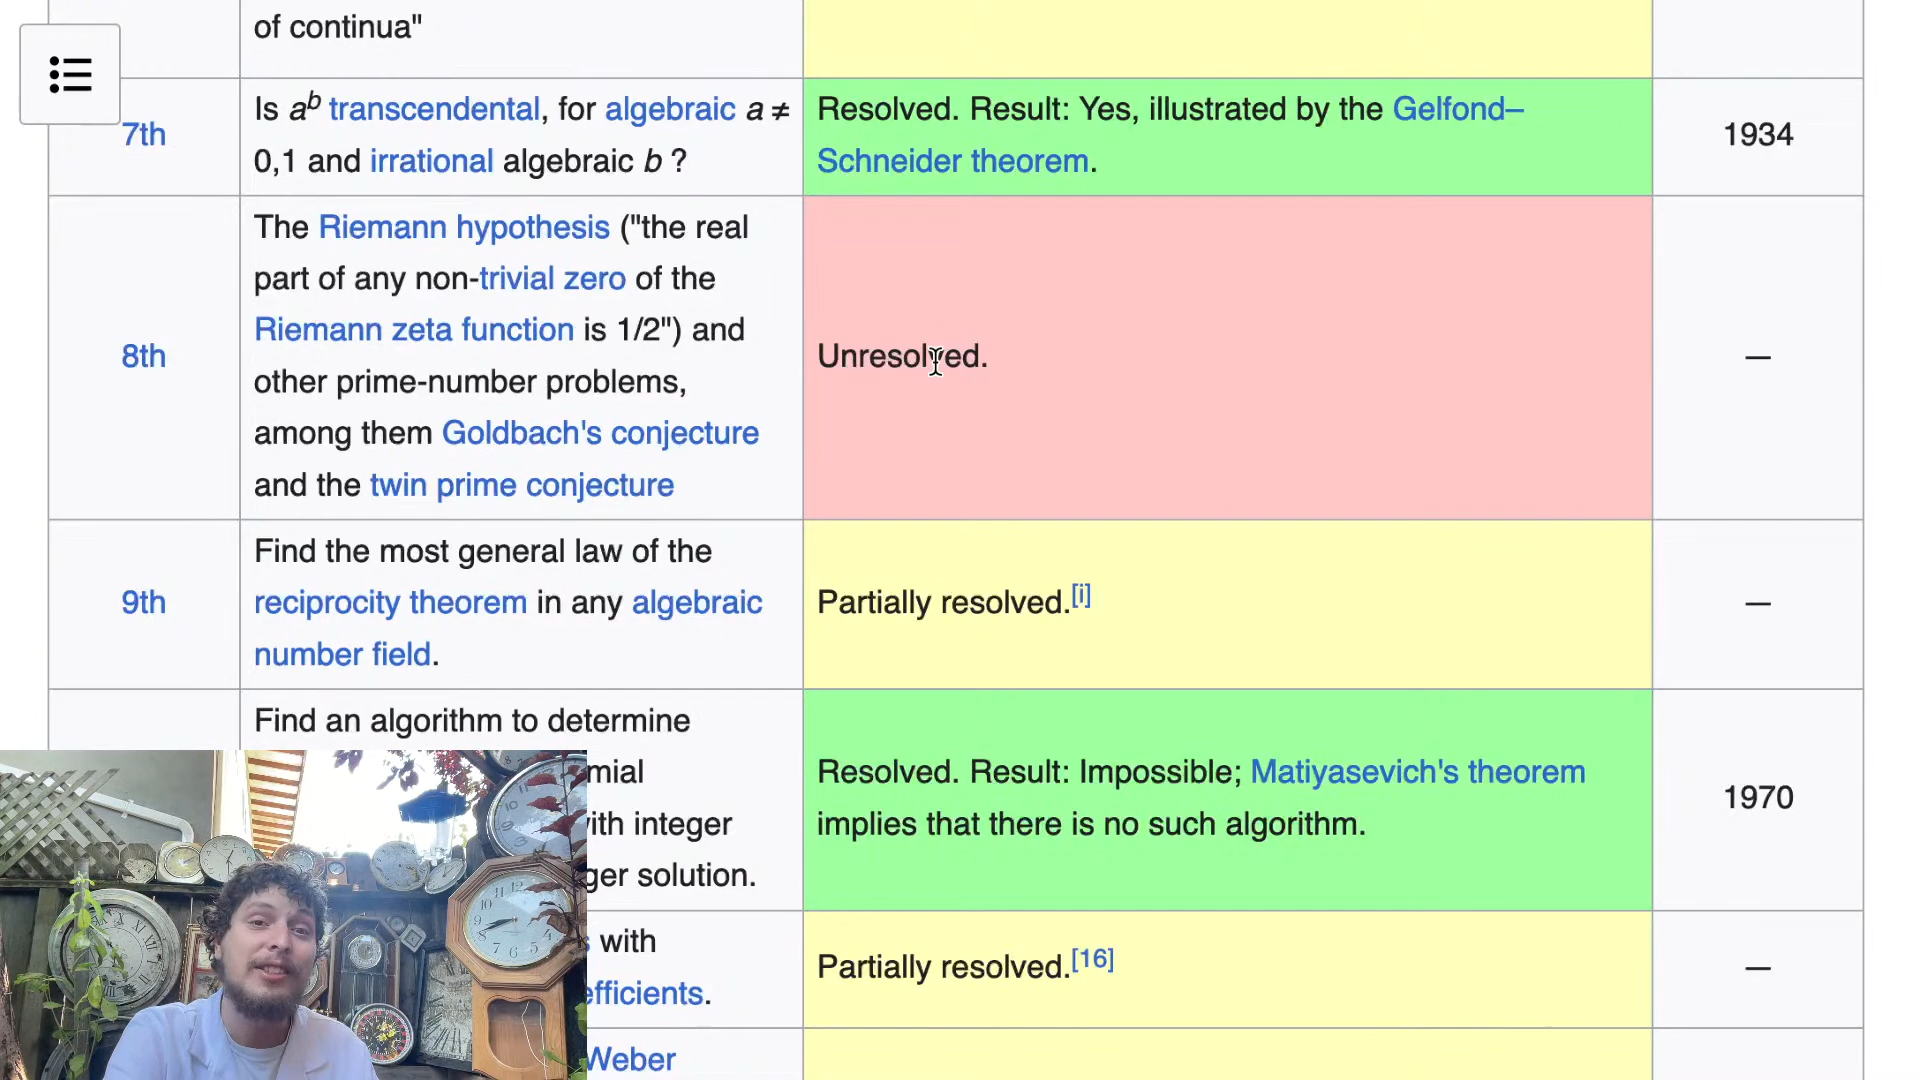 of continua"
7th
Is a^b transcendental, for algebraic a ≠
0,1 and irrational algebraic b ?
Resolved. Result: Yes, illustrated by the Gelfond–
Schneider theorem.
1934
8th
The Riemann hypothesis ("the real
part of any non-trivial zero of the
Riemann zeta function is 1/2") and
other prime-number problems,
among them Goldbach's conjecture
and the twin prime conjecture
Unresolved.
—
9th
Find the most general law of the
reciprocity theorem in any algebraic
number field.
Partially resolved.[i]
—
Find an algorithm to determine
mial
ith integer
ger solution.
Resolved. Result: Impossible; Matiyasevich's theorem
implies that there is no such algorithm.
1970
with
efficients.
Partially resolved.[16]
—
Weber